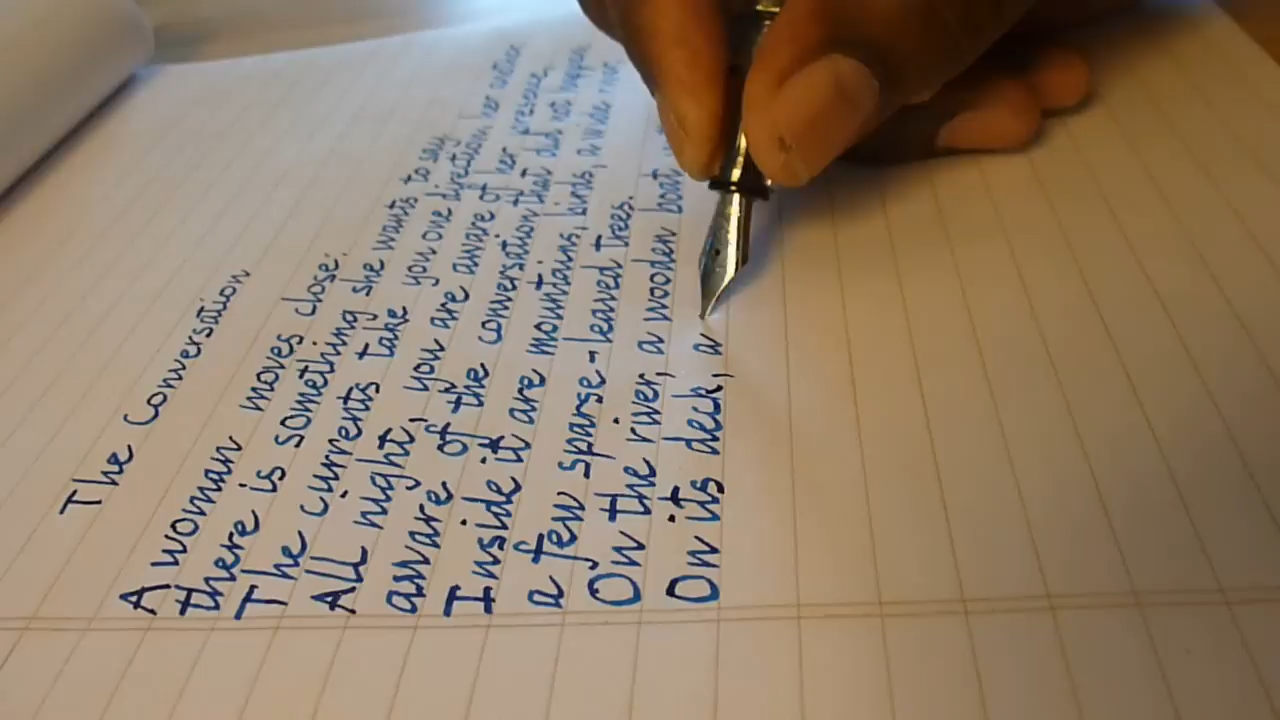 The Conversation
A woman moves close:
there is something she wants to say
The currents take you one direction, her
All night, you are aware of her presence,
aware of the conversation that did not happen
Inside it are mountains, birds, a wide
a few sparse-leaved trees.
On the river, a wooden boat
On its deck, a